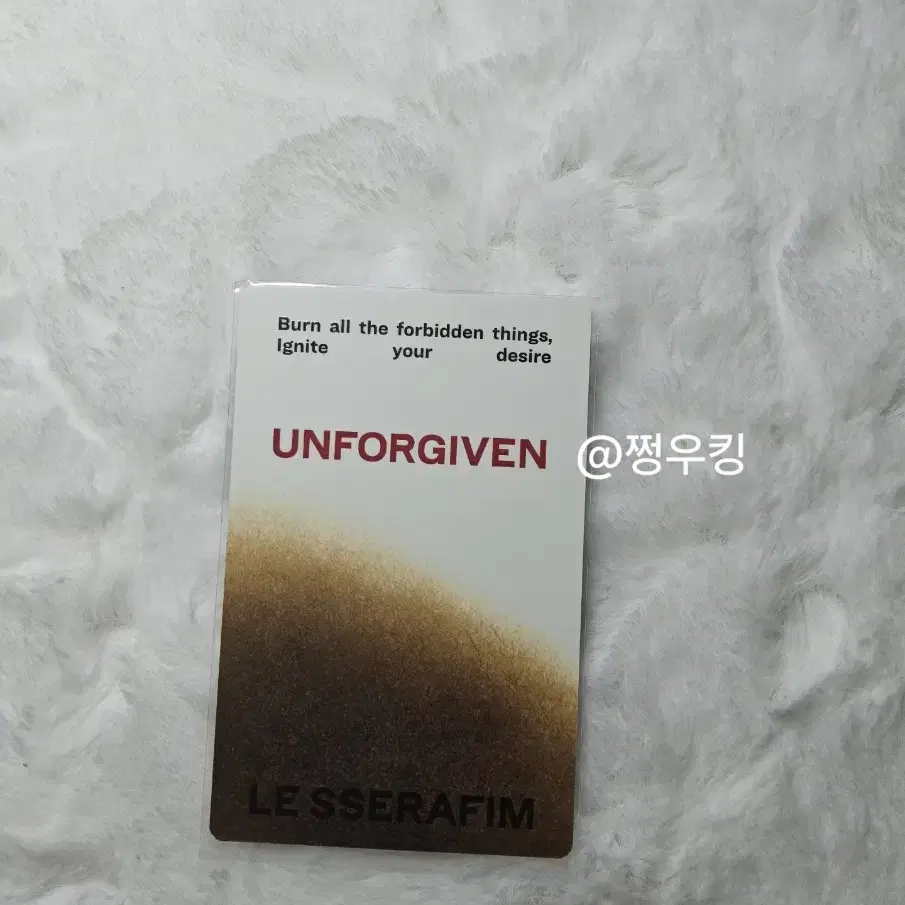 Burn all the forbidden things,
Ignite your desire
UNFORGIVEN
@쩡우킹
LE SSERAFIM